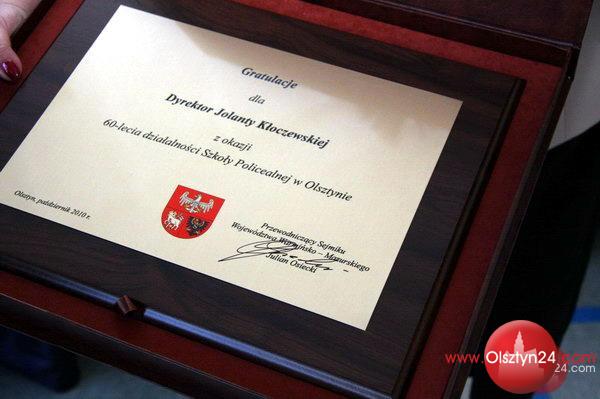 Gratulacje
dla
Dyrektor Jolanty Kłoczewskiej
z okazji
60-lecia działalności Szkoły Policealnej w Olsztynie
Olsztyn, październik 2010 r.
Przewodniczący Sejmiku
Województwa Warmińsko - Mazurskiego
Julian Osiecki
www.Olsztyn24.com
24.com